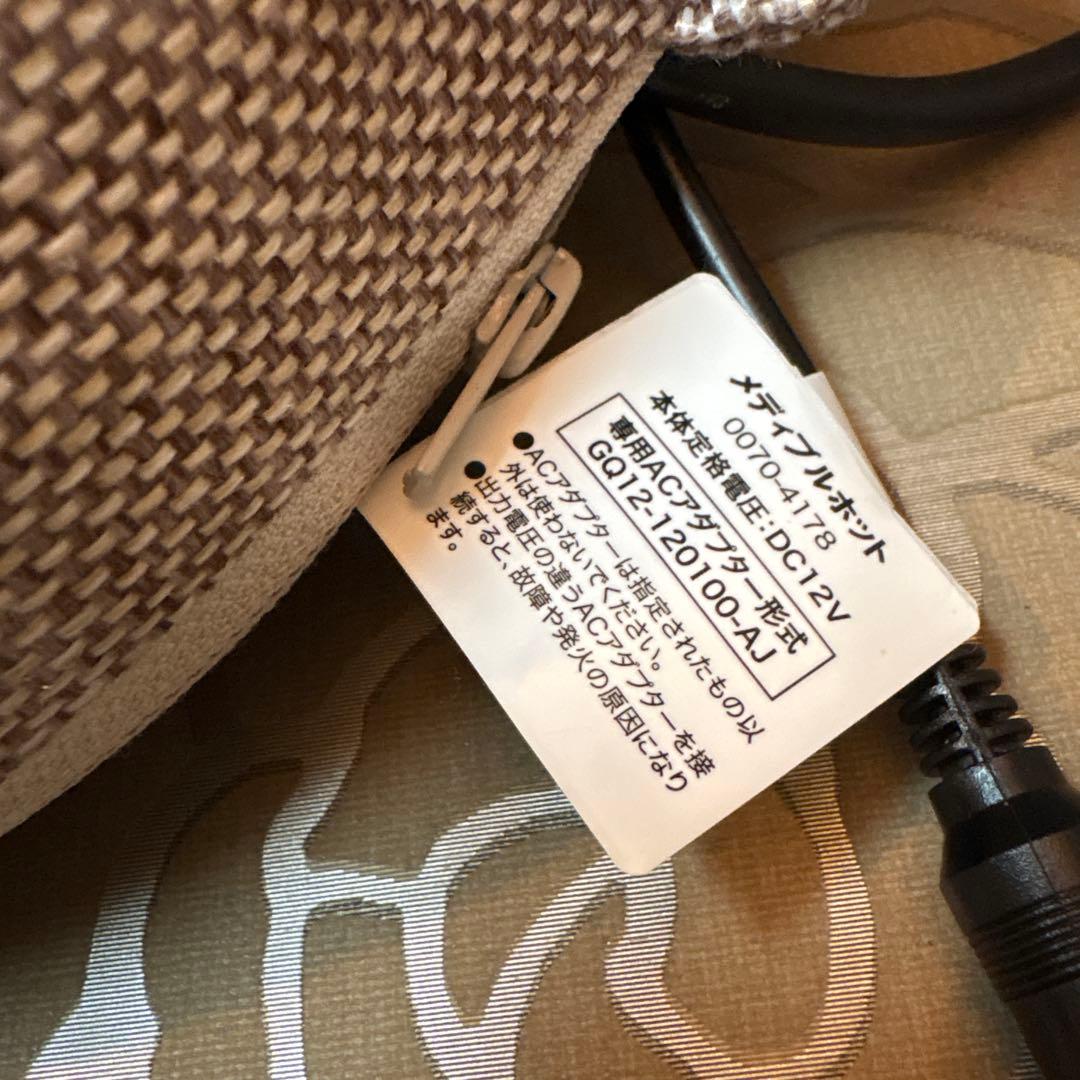 メディブルホット
0070-4178
本体定格電圧:DC12V
専用ACアダプター形式
GQ12-120100-AJ
●ACアダプターは指定されたもの以
外は使わないでください。
●出力電圧の違うACアダプターを接
続すると、故障や発火の原因になり
ます。